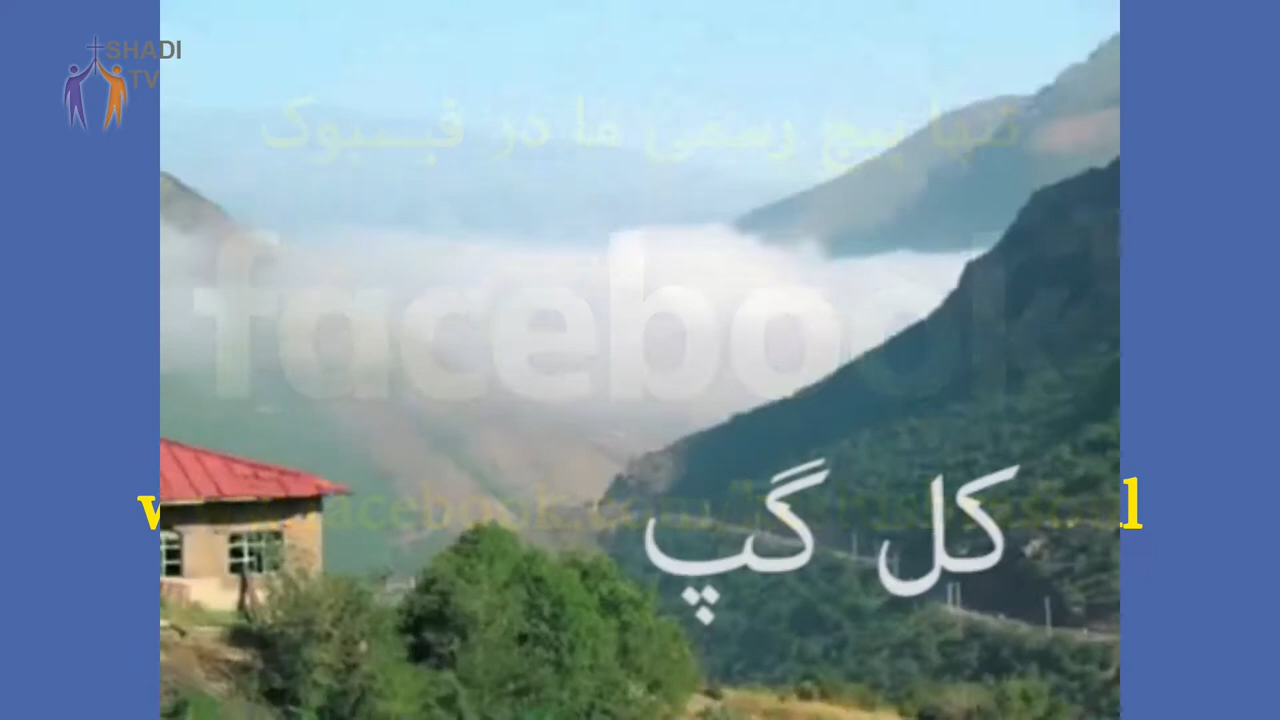 SHADI
TV
تنها پیج رسمی ما در فیسبوک
facebook
کل گپ